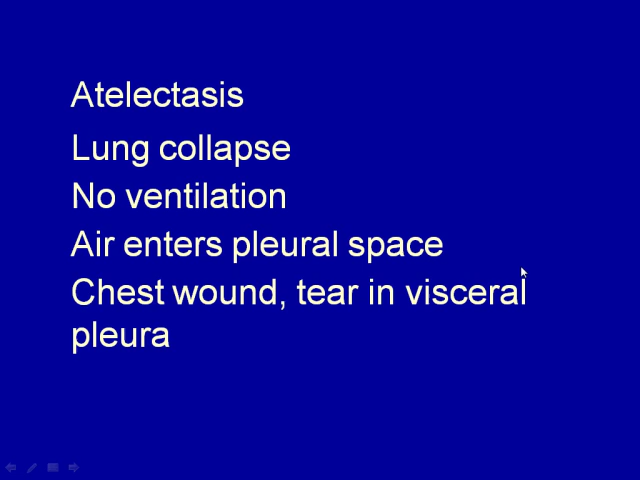 Atelectasis
Lung collapse
No ventilation
Air enters pleural space
Chest wound, tear in visceral
pleura